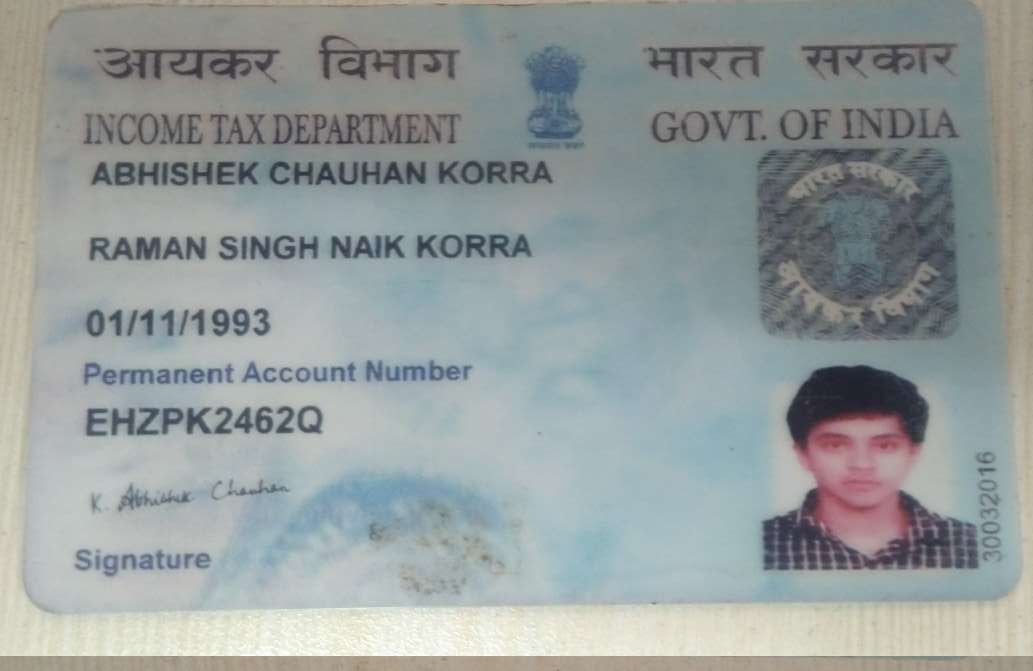 आयकर विभाग
भारत सरकार
INCOME TAX DEPARTMENT
GOVT. OF INDIA
ABHISHEK CHAUHAN KORRA
भारत सरकार
RAMAN SINGH NAIK KORRA
आयकर विभाग
01/11/1993
Permanent Account Number
EHZPK2462Q
K. Abhishek Chauhan
Signature
30032016